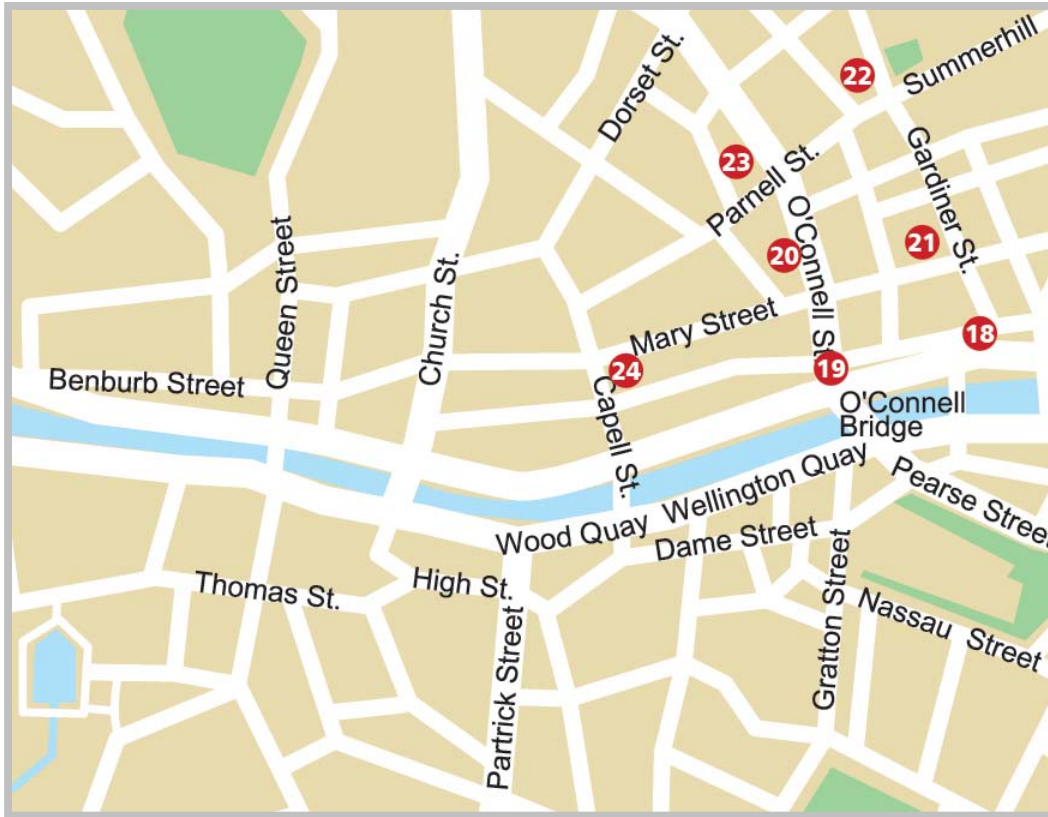 Dorset St.
22
Summerhill
23
Parnell St.
Gardiner St.
20
O'Connell St.
21
Queen Street
Church St.
Mary Street
18
Benburb Street
24
19
Capell St.
O'Connell
Bridge
Wood Quay
Wellington Quay
Pearse Street
Dame Street
Thomas St.
High St.
Partrick Street
Gratton Street
Nassau Street